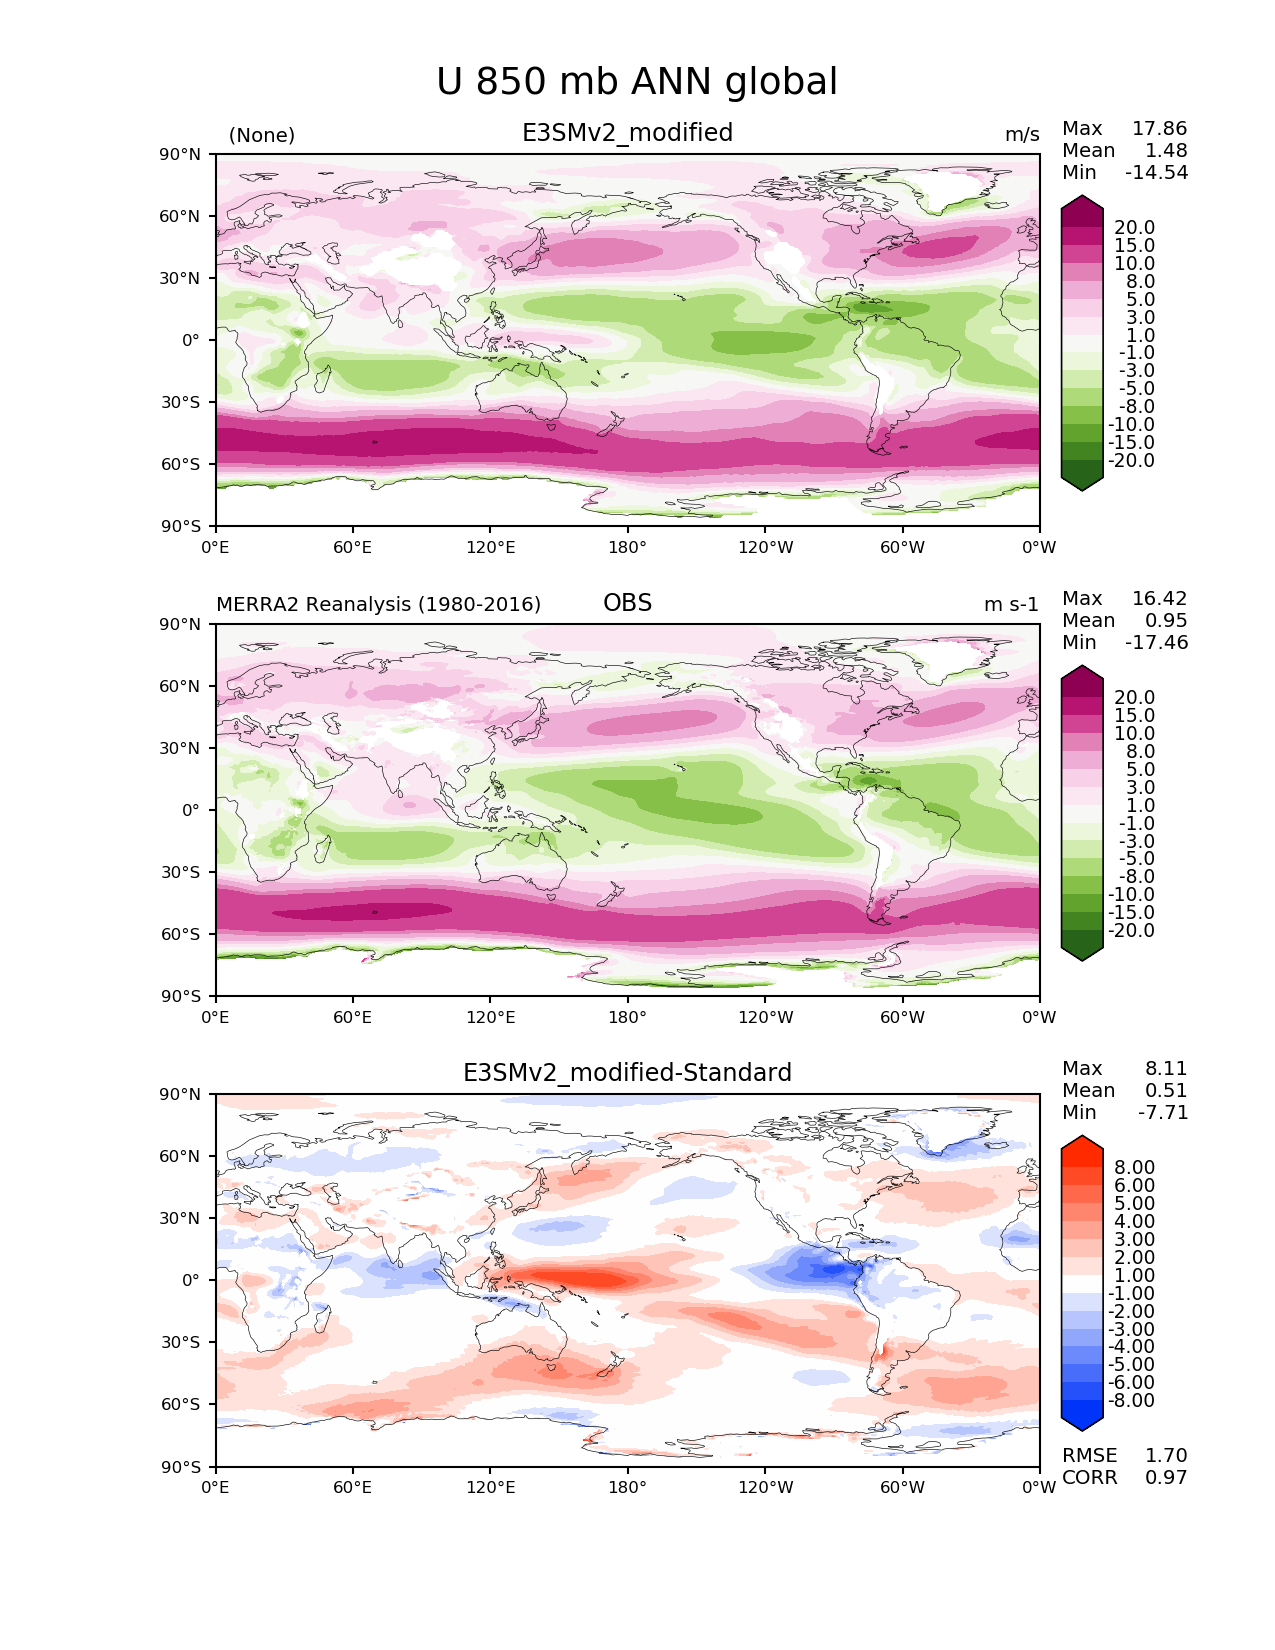 U 850 mb ANN global
(None) E3SMv2_modified m/s
Max 17.86
Mean 1.48
Min -14.54
90°N
60°N
30°N
0°
30°S
60°S
90°S
0°E 60°E 120°E 180° 120°W 60°W 0°W
20.0
15.0
10.0
8.0
5.0
3.0
1.0
-1.0
-3.0
-5.0
-8.0
-10.0
-15.0
-20.0
MERRA2 Reanalysis (1980-2016) OBS m s-1
Max 16.42
Mean 0.95
Min -17.46
90°N
60°N
30°N
0°
30°S
60°S
90°S
0°E 60°E 120°E 180° 120°W 60°W 0°W
20.0
15.0
10.0
8.0
5.0
3.0
1.0
-1.0
-3.0
-5.0
-8.0
-10.0
-15.0
-20.0
E3SMv2_modified-Standard
Max 8.11
Mean 0.51
Min -7.71
90°N
60°N
30°N
0°
30°S
60°S
90°S
0°E 60°E 120°E 180° 120°W 60°W 0°W
8.00
6.00
5.00
4.00
3.00
2.00
1.00
-1.00
-2.00
-3.00
-4.00
-5.00
-6.00
-8.00
RMSE 1.70
CORR 0.97